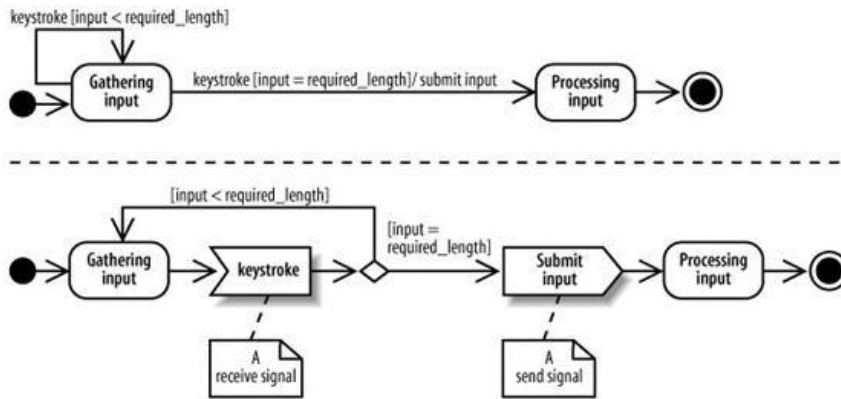 keystroke [input < required_length]
Gathering
input
keystroke [input = required_length]/ submit input
Processing
input
[input < required_length]
[input =
required_length]
Gathering
input
keystroke
Submit
input
Processing
input
A
receive signal
A
send signal